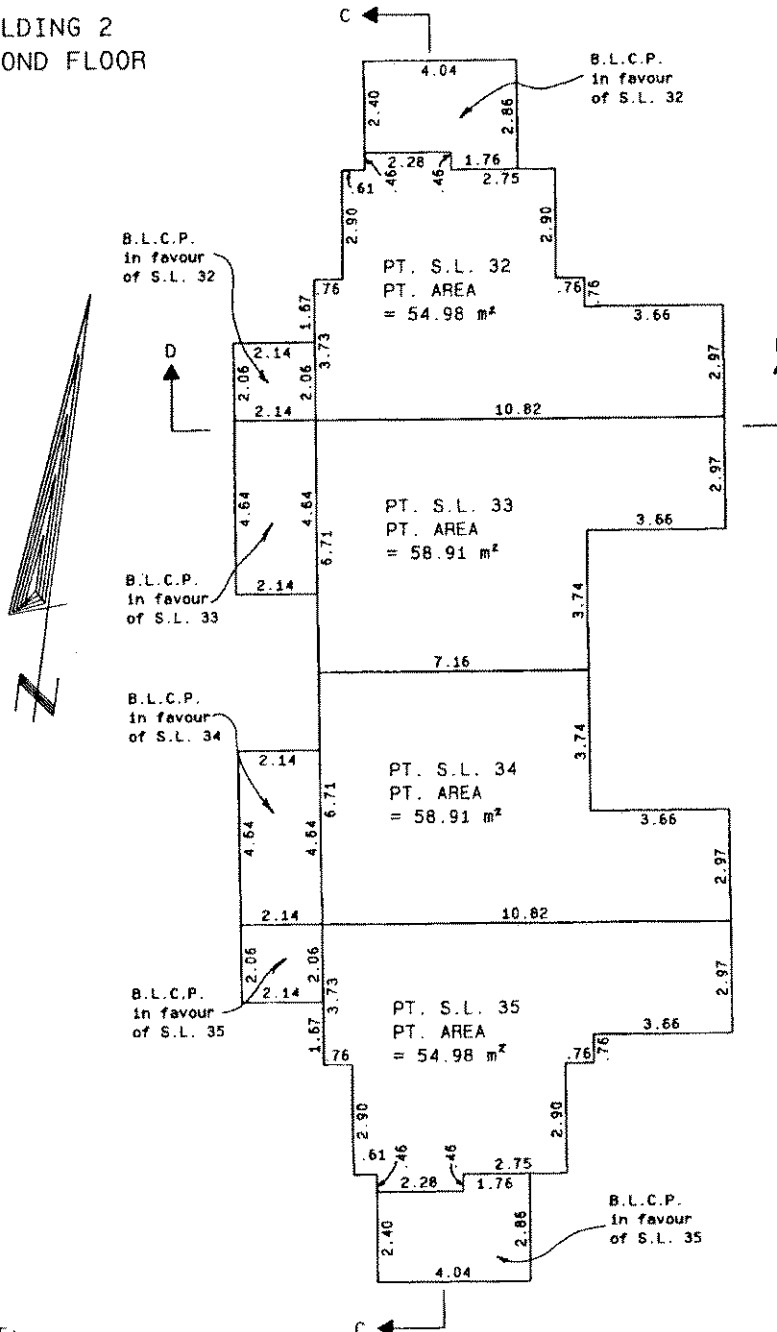 LDING 2
OND FLOOR
C
4.04
2.40
2.86
B.L.C.P.
in favour
of S.L. 32
2.28
1.76
.61
.46
.46
2.75
2.90
2.90
B.L.C.P.
in favour
of S.L. 32
PT. S.L. 32
PT. AREA
= 54.98 m²
.76
.76
.76
1.67
3.73
3.66
2.97
D
2.14
2.06
2.06
2.14
10.82
4.64
4.64
6.71
PT. S.L. 33
PT. AREA
= 58.91 m²
2.97
3.66
B.L.C.P.
in favour
of S.L. 33
2.14
3.74
7.16
N
B.L.C.P.
in favour
of S.L. 34
2.14
3.74
4.64
4.64
6.71
PT. S.L. 34
PT. AREA
= 58.91 m²
3.66
2.97
2.14
10.82
2.06
2.06
3.73
2.97
B.L.C.P.
in favour
of S.L. 35
2.14
1.67
PT. S.L. 35
PT. AREA
= 54.98 m²
3.66
.76
.76
.76
2.90
2.90
.61
.46
.46
2.75
2.28
1.76
2.40
2.86
B.L.C.P.
in favour
of S.L. 35
4.04
C